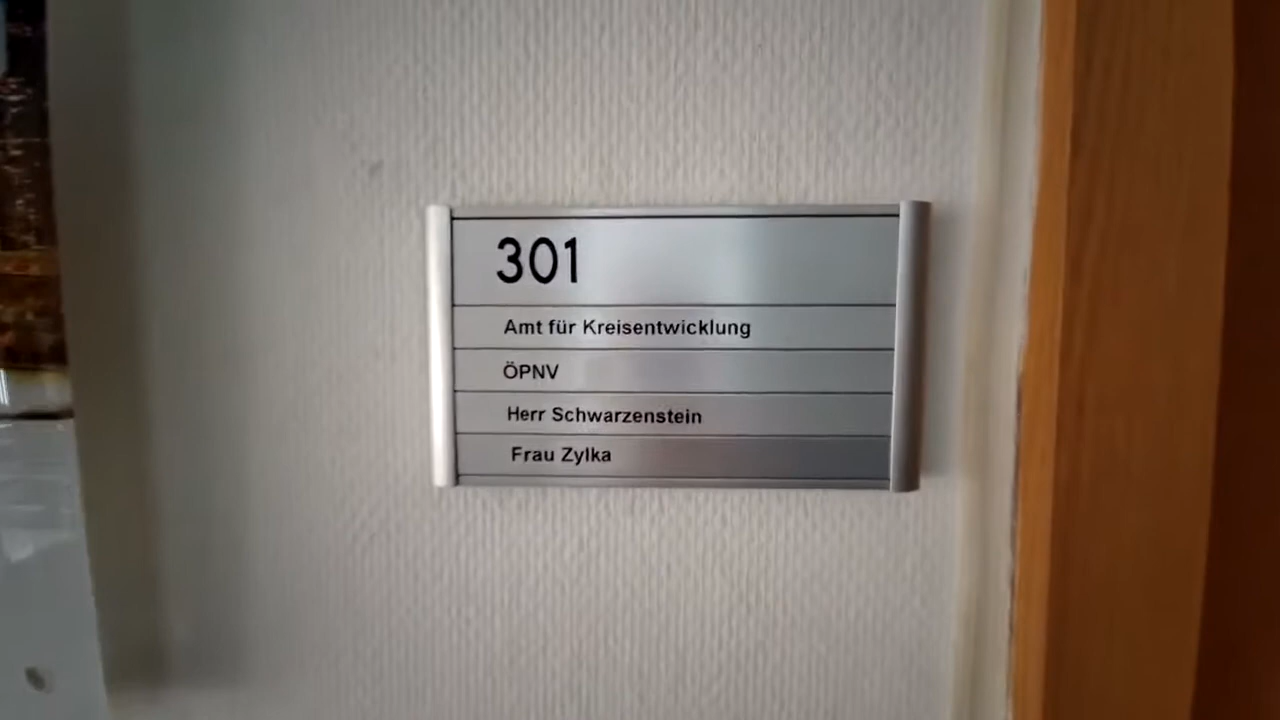 301
Amt für Kreisentwicklung
ÖPNV
Herr Schwarzenstein
Frau Zylka